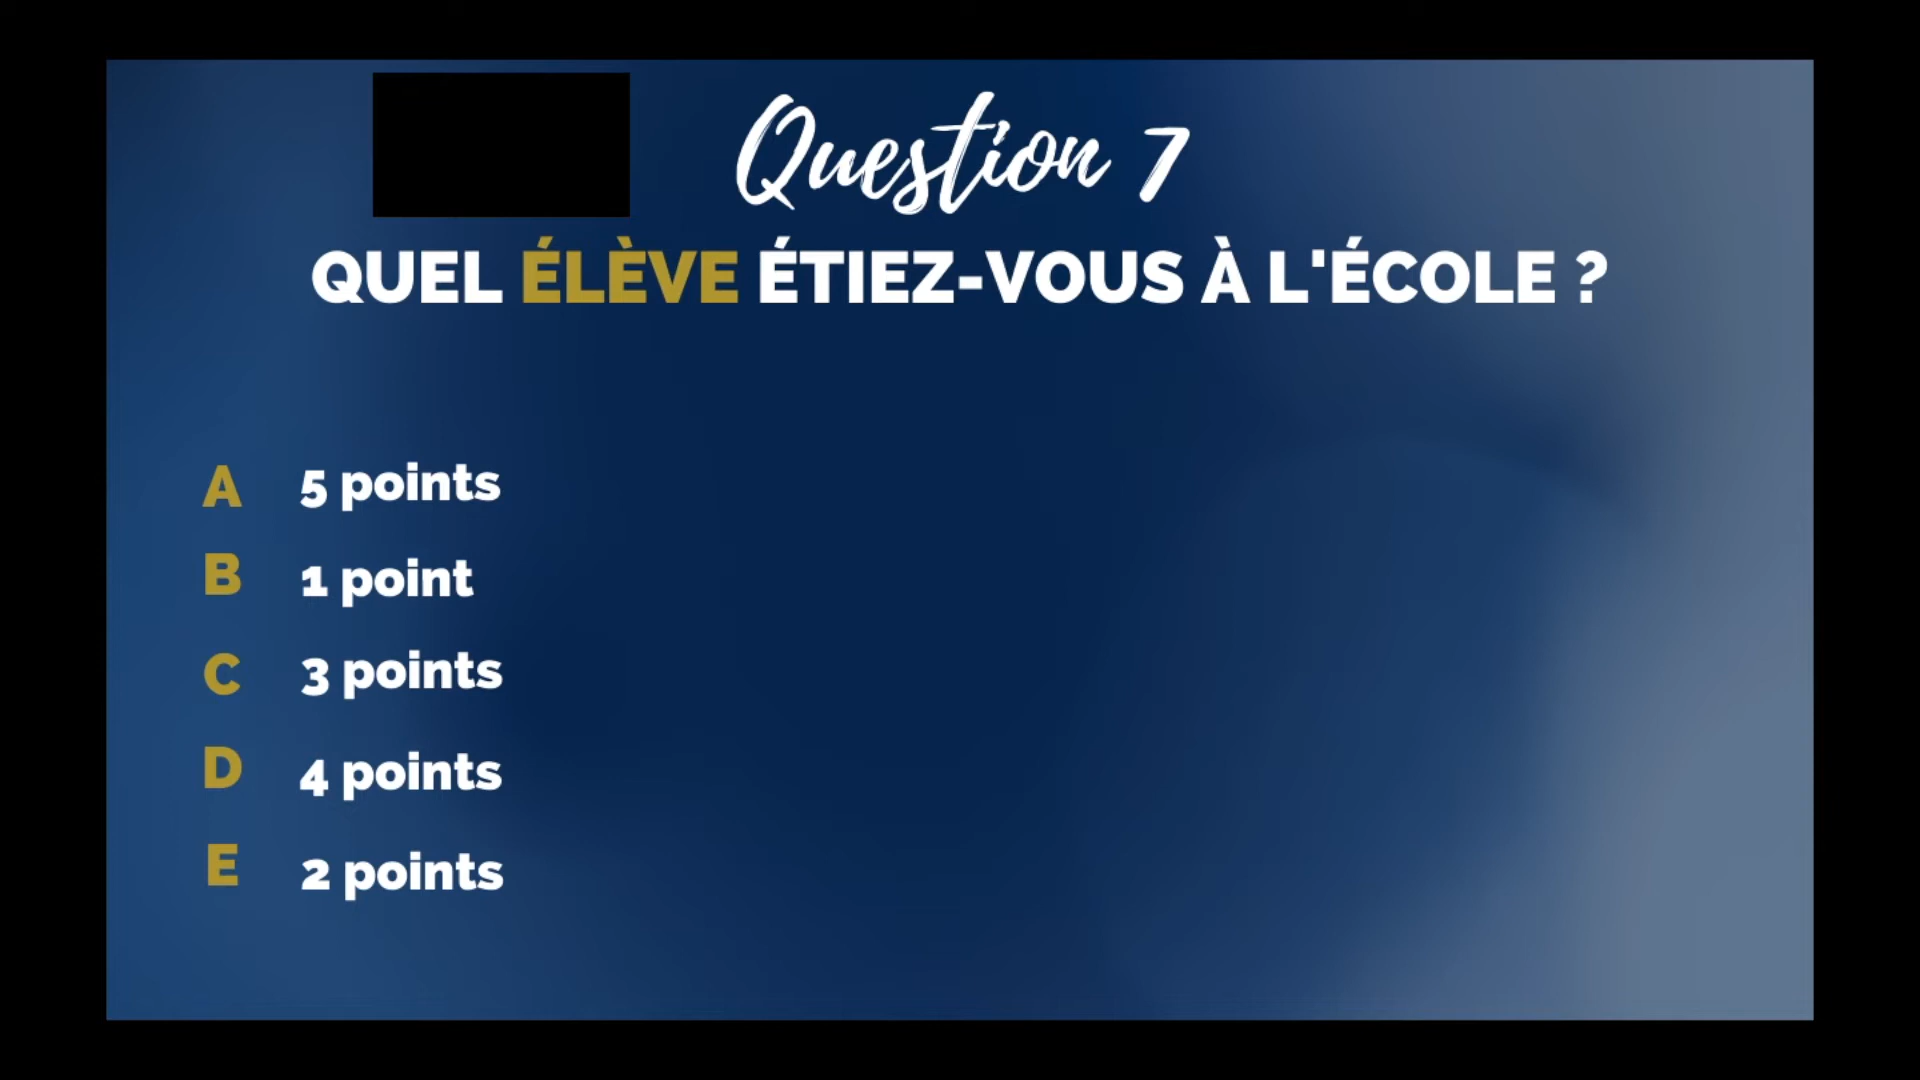 Question 7
QUEL ÉLÈVE ÉTIEZ-VOUS À L'ÉCOLE ?
A 5 points
B 1 point
C 3 points
D 4 points
E 2 points